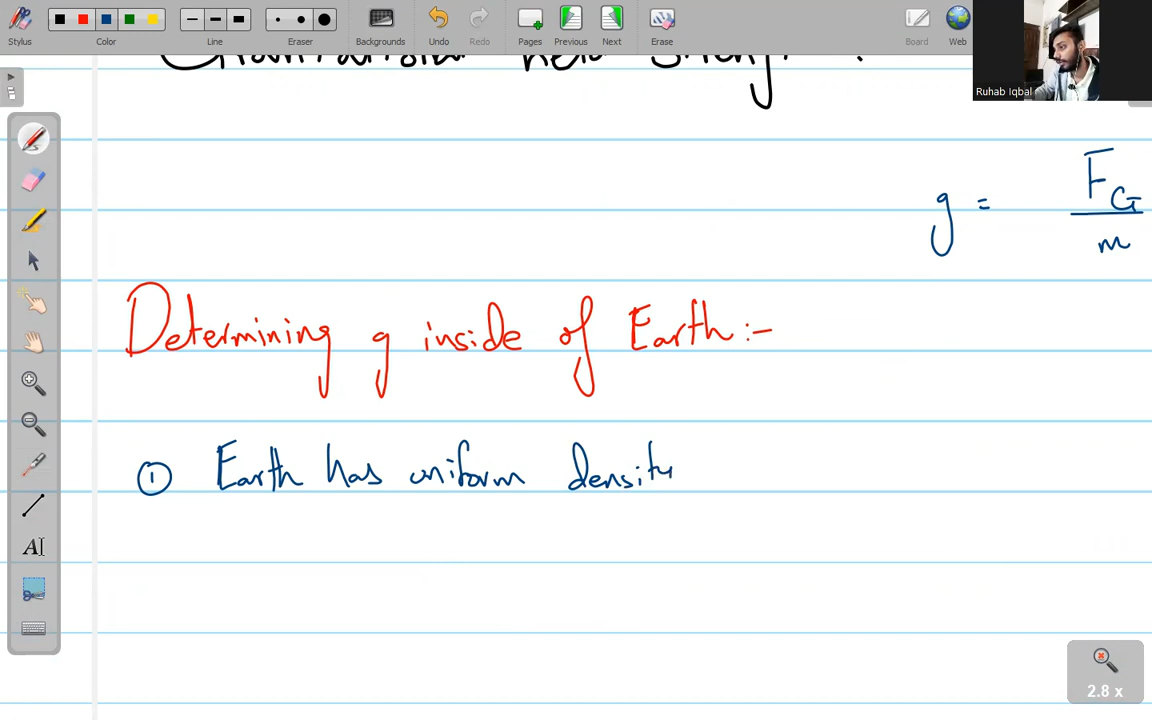 Stylus Color Line Eraser Backgrounds Undo Redo Pages Previous Next Erase Board Web
Ruhab Iqbal
g = F_G / m
Determining g inside of Earth :-
① Earth has uniform density
AI
2.8 x